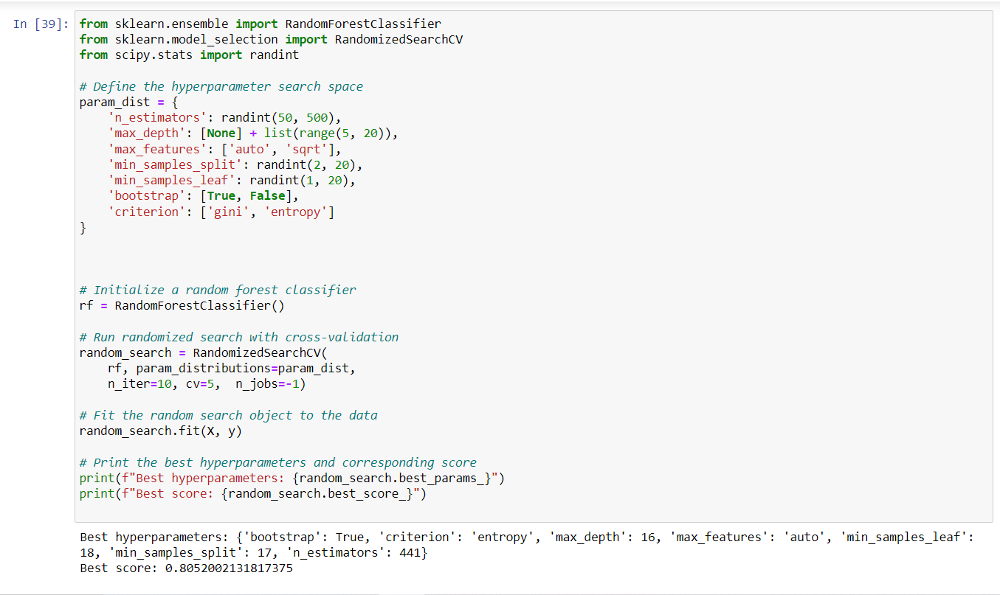 In [39]: from sklearn.ensemble import RandomForestClassifier
from sklearn.model_selection import RandomizedSearchCV
from scipy.stats import randint

# Define the hyperparameter search space
param_dist = {
    'n_estimators': randint(50, 500),
    'max_depth': [None] + list(range(5, 20)),
    'max_features': ['auto', 'sqrt'],
    'min_samples_split': randint(2, 20),
    'min_samples_leaf': randint(1, 20),
    'bootstrap': [True, False],
    'criterion': ['gini', 'entropy']
}

# Initialize a random forest classifier
rf = RandomForestClassifier()

# Run randomized search with cross-validation
random_search = RandomizedSearchCV(
    rf, param_distributions=param_dist,
    n_iter=10, cv=5,  n_jobs=-1)

# Fit the random search object to the data
random_search.fit(X, y)

# Print the best hyperparameters and corresponding score
print(f"Best hyperparameters: {random_search.best_params_}")
print(f"Best score: {random_search.best_score_}")

Best hyperparameters: {'bootstrap': True, 'criterion': 'entropy', 'max_depth': 16, 'max_features': 'auto', 'min_samples_leaf':
18, 'min_samples_split': 17, 'n_estimators': 441}
Best score: 0.8052002131817375